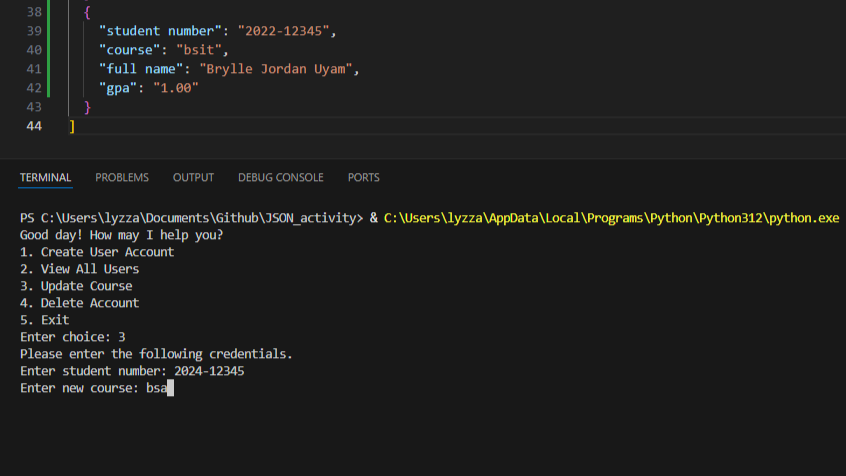 38 {
39 "student number": "2022-12345",
40 "course": "bsit",
41 "full name": "Brylle Jordan Uyam",
42 "gpa": "1.00"
43 }
44 ]
TERMINAL PROBLEMS OUTPUT DEBUG CONSOLE PORTS
PS C:\Users\lyzza\Documents\Github\JSON_activity> & C:\Users\lyzza\AppData\Local\Programs\Python\Python312\python.exe
Good day! How may I help you?
1. Create User Account
2. View All Users
3. Update Course
4. Delete Account
5. Exit
Enter choice: 3
Please enter the following credentials.
Enter student number: 2024-12345
Enter new course: bsa